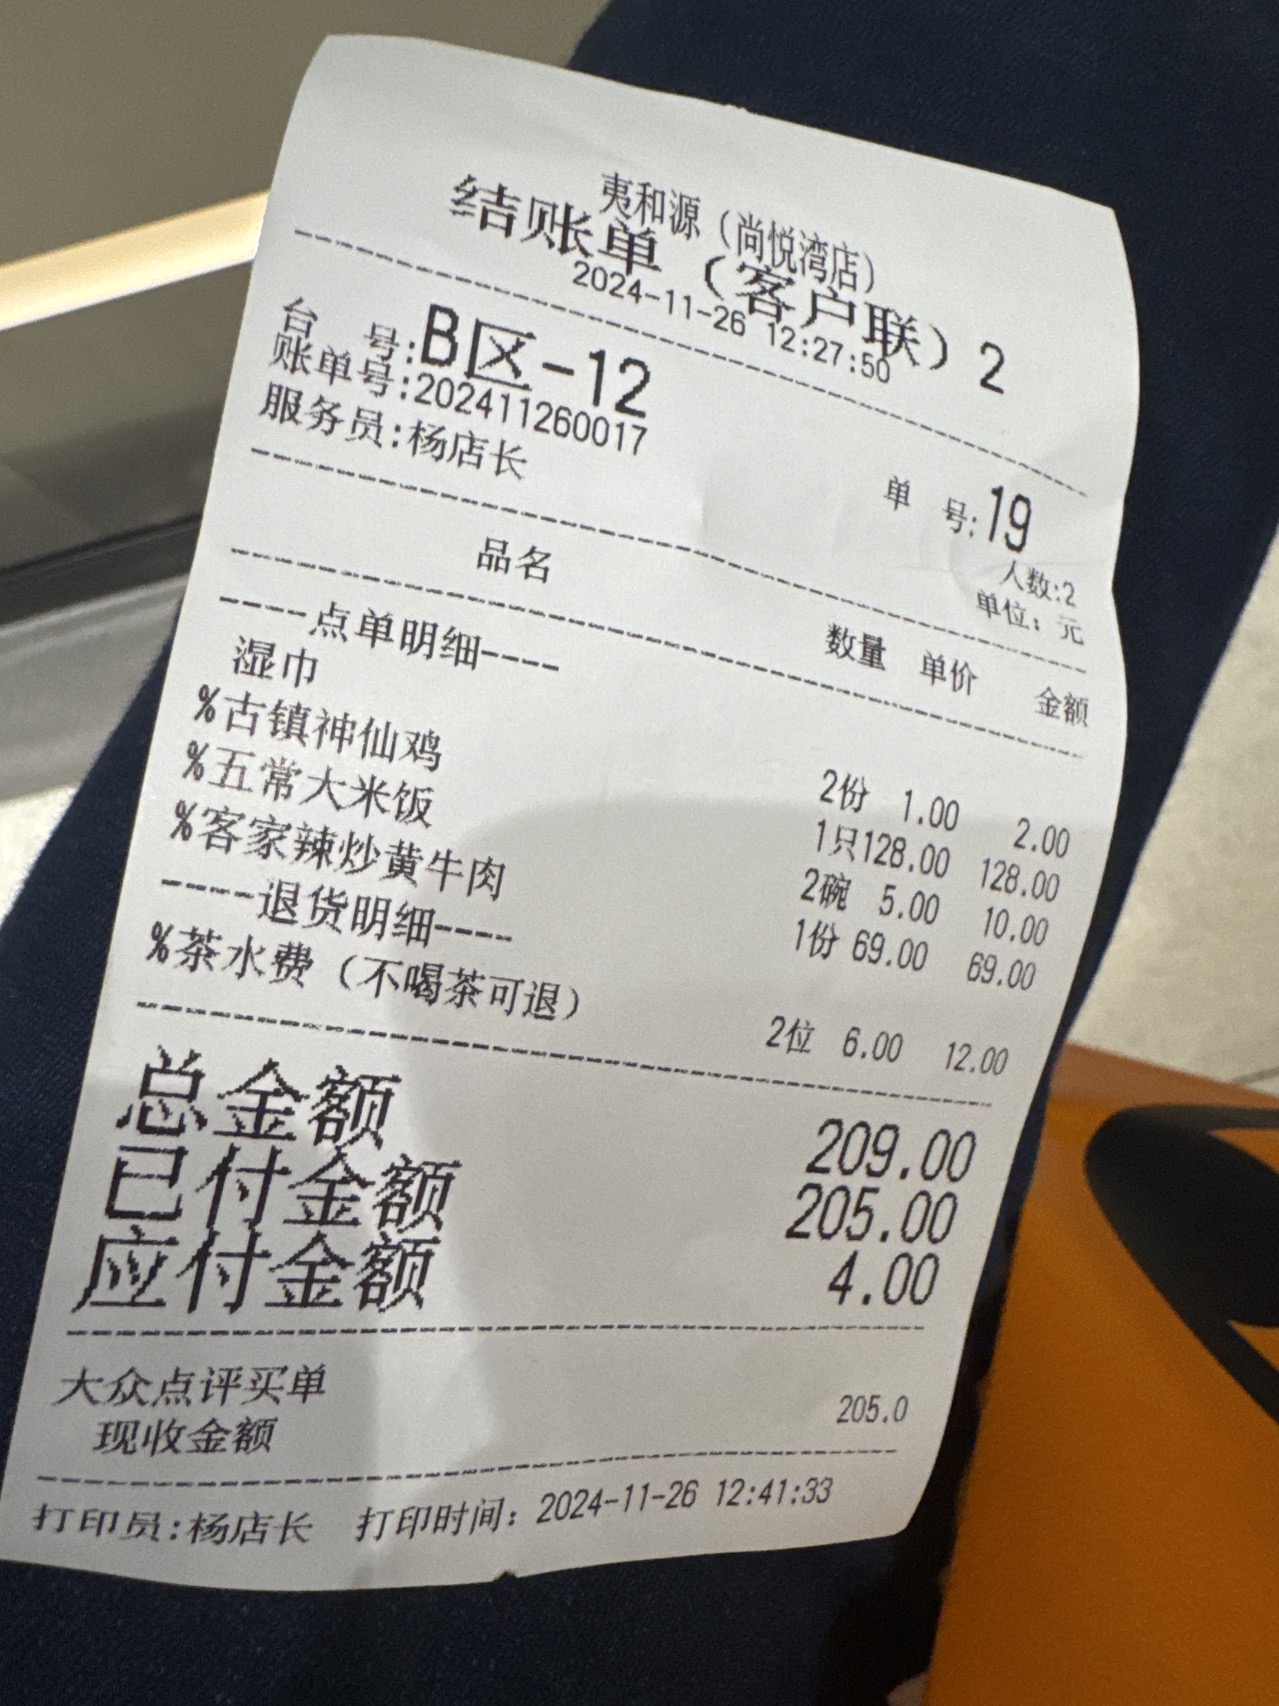 夷和源（尚悦湾店）
结账单（客户联）2
2024-11-26 12:27:50
台 号:B区-12 单 号:19
账单号:202411260017 人数:2
服务员:杨店长 单位：元
品名 数量 单价 金额
----点单明细----
湿巾 2份 1.00 2.00
%古镇神仙鸡 1只128.00 128.00
%五常大米饭 2碗 5.00 10.00
%客家辣炒黄牛肉 1份 69.00 69.00
----退货明细----
%茶水费（不喝茶可退） 2位 6.00 12.00
总金额 209.00
已付金额 205.00
应付金额 4.00
大众点评买单 205.0
现收金额
打印员:杨店长 打印时间：2024-11-26 12:41:33